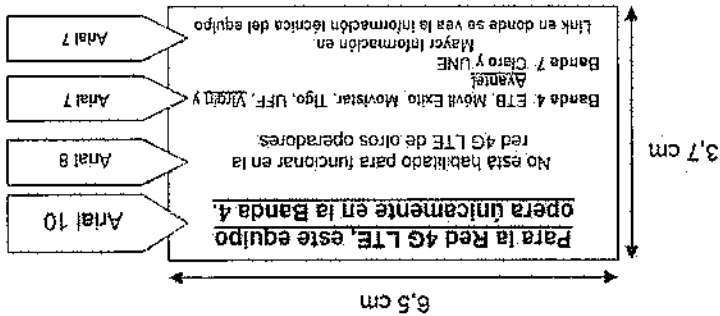 6,5 cm
3,7 cm
Para la Red 4G LTE, este equipo
opera únicamente en la Banda 4.
Arial 10
No está habilitado para funcionar en la
red 4G LTE de otros operadores.
Arial 8
Banda 4: ETB, Móvil Exito, Movistar, Tigo, UFF, Virgin y
Avantel
Arial 7
Banda 7: Claro y UNE
Mayor Información en:
Link en donde se vea la información técnica del equipo
Arial 7